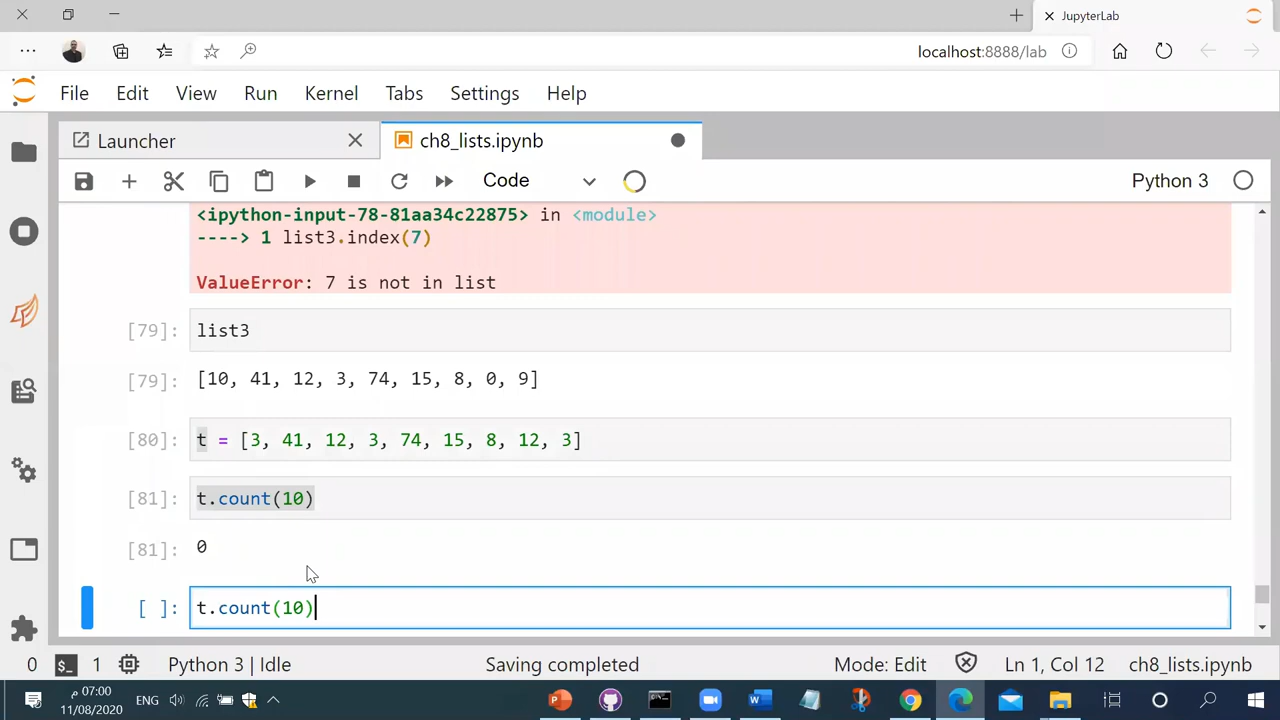 JupyterLab
localhost:8888/lab
File Edit View Run Kernel Tabs Settings Help
Launcher
ch8_lists.ipynb
Code
Python 3
<ipython-input-78-81aa34c22875> in <module>
----> 1 list3.index(7)
ValueError: 7 is not in list
[79]: list3
[79]: [10, 41, 12, 3, 74, 15, 8, 0, 9]
[80]: t = [3, 41, 12, 3, 74, 15, 8, 12, 3]
[81]: t.count(10)
[81]: 0
[ ]: t.count(10)
0 1 Python 3 | Idle Saving completed Mode: Edit Ln 1, Col 12 ch8_lists.ipynb
07:00 م
11/08/2020
ENG